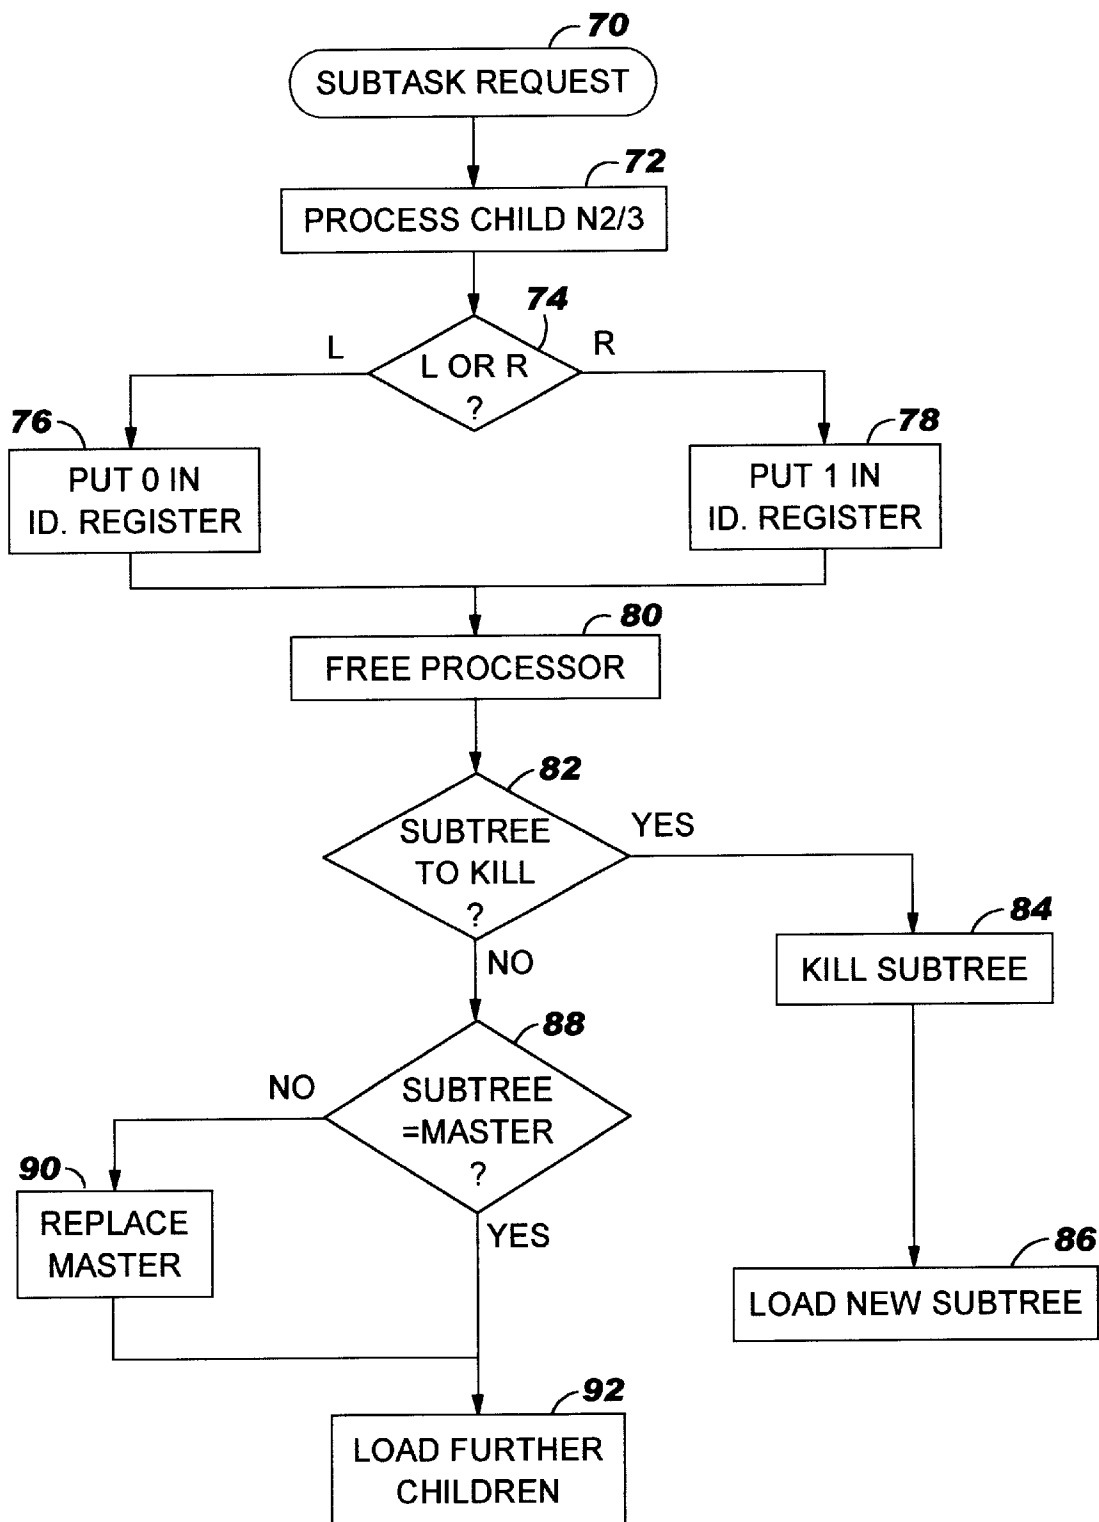 70
SUBTASK REQUEST
72
PROCESS CHILD N2/3
74
L
R
L OR R
?
76
78
PUT 0 IN
ID. REGISTER
PUT 1 IN
ID. REGISTER
80
FREE PROCESSOR
82
SUBTREE
TO KILL
?
YES
84
NO
KILL SUBTREE
88
SUBTREE
=MASTER
?
NO
90
REPLACE
MASTER
YES
86
LOAD NEW SUBTREE
92
LOAD FURTHER
CHILDREN